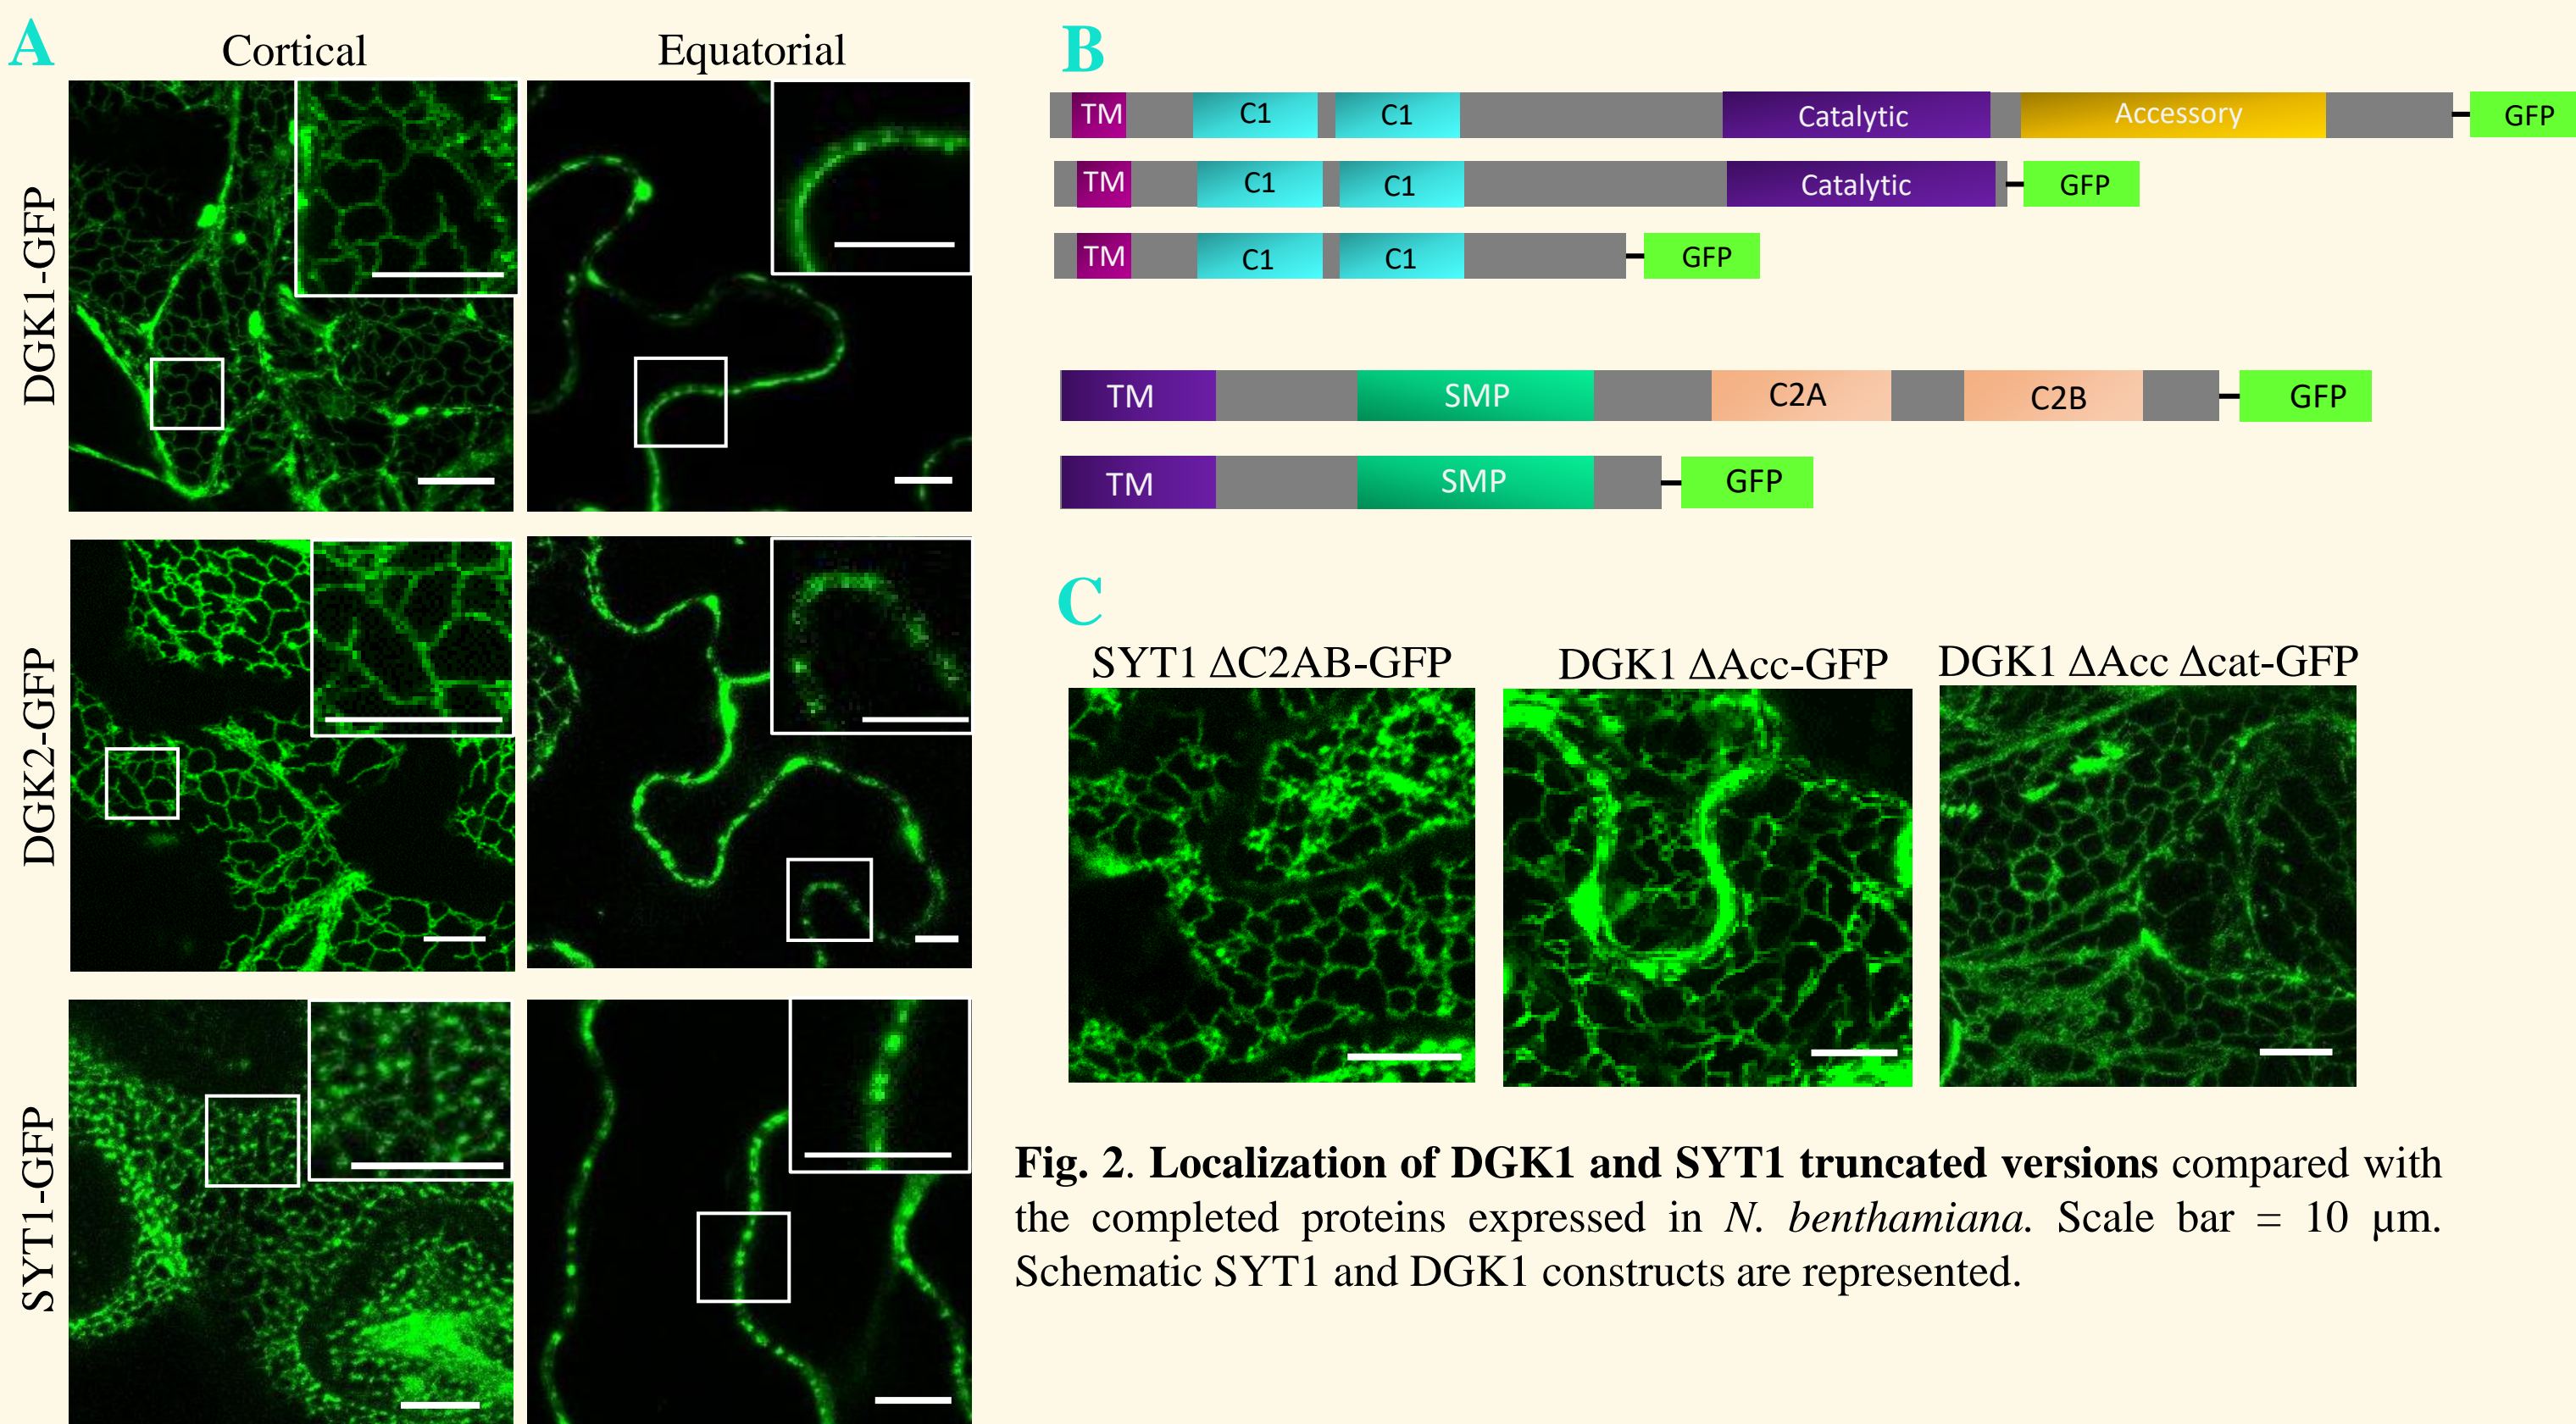 A
Cortical
Equatorial
DGK1-GFP
DGK2-GFP
SYT1-GFP
B
TM C1 C1 Catalytic Accessory GFP
TM C1 C1 Catalytic GFP
TM C1 C1 GFP
TM SMP C2A C2B GFP
TM SMP GFP
C
SYT1 ΔC2AB-GFP
DGK1 ΔAcc-GFP
DGK1 ΔAcc Δcat-GFP
Fig. 2. Localization of DGK1 and SYT1 truncated versions compared with
the completed proteins expressed in N. benthamiana. Scale bar = 10 µm.
Schematic SYT1 and DGK1 constructs are represented.